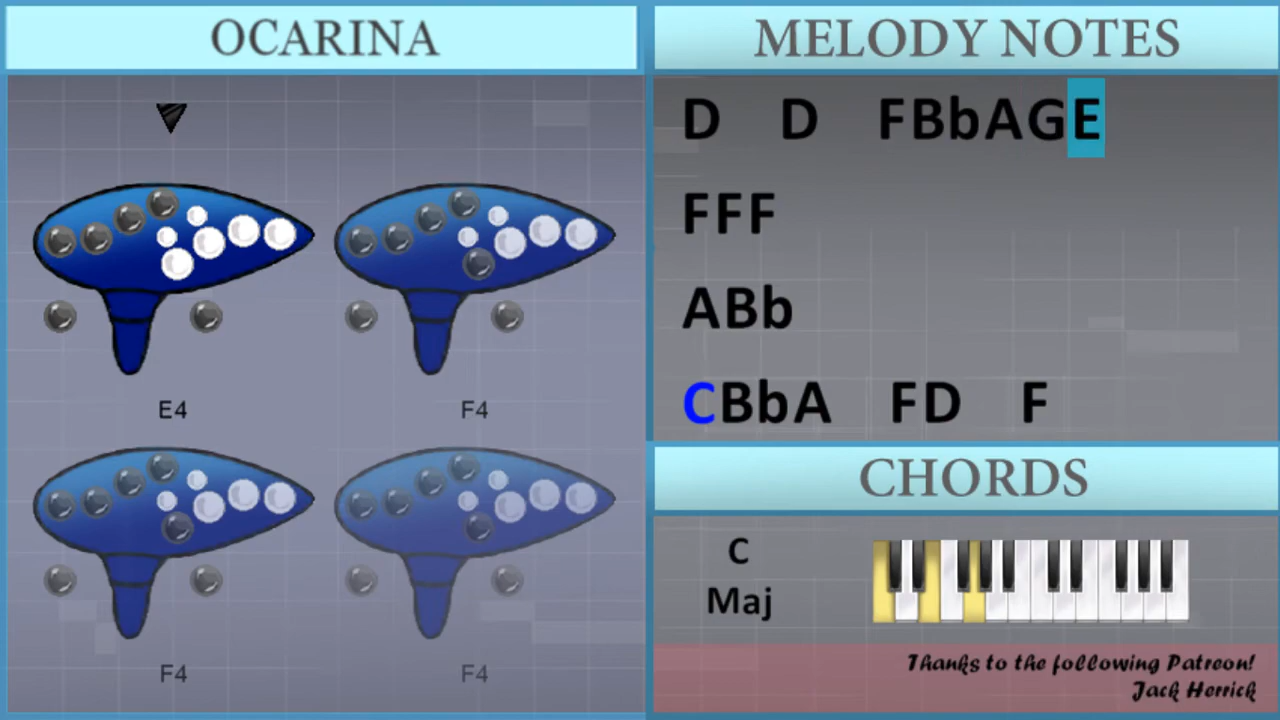 OCARINA
E4
F4
F4
F4
MELODY NOTES
D D FBbAGE
FFF
ABb
CBbA FD F
CHORDS
C
Maj
Thanks to the following Patreon!
Jack Herrick